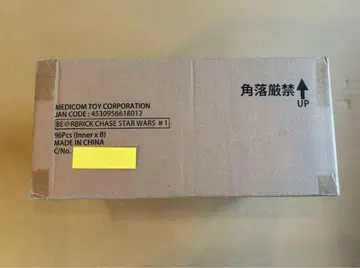 MEDICOM TOY CORPORATION
JAN CODE : 4530956618012
BE@RBRICK CHASE STAR WARS #1
96Pcs (Inner x 8)
MADE IN CHINA
C/No.
角落厳禁
UP